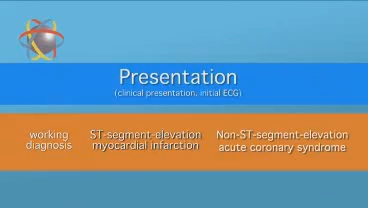 Presentation
(clinical presentation, initial ECG)
working
diagnosis
ST-segment-elevation
myocardial infarction
Non-ST-segment-elevation
acute coronary syndrome